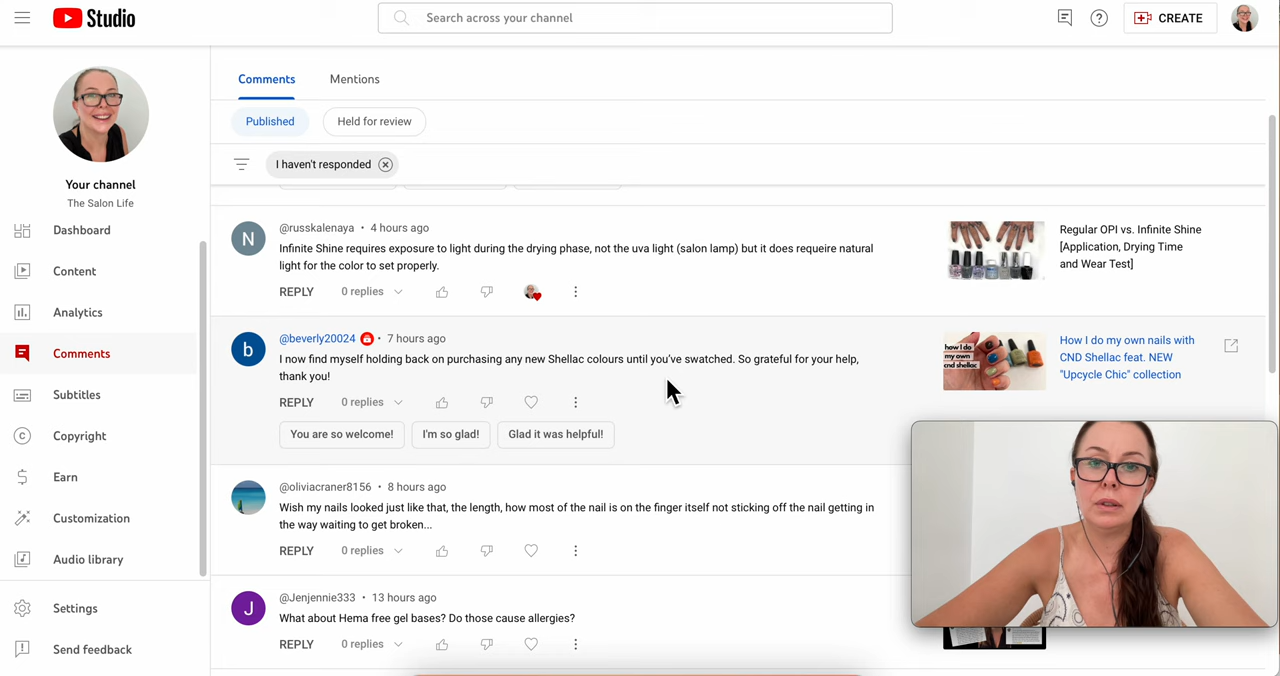 Studio
Search across your channel
CREATE
Your channel
The Salon Life
Dashboard
Content
Analytics
Comments
Subtitles
Copyright
Earn
Customization
Audio library
Settings
Send feedback
Comments
Mentions
Published
Held for review
I haven't responded
N
@russkalenaya • 4 hours ago
Infinite Shine requires exposure to light during the drying phase, not the uva light (salon lamp) but it does requeire natural
light for the color to set properly.
REPLY
0 replies
Regular OPI vs. Infinite Shine
[Application, Drying Time
and Wear Test]
b
@beverly20024 • 7 hours ago
I now find myself holding back on purchasing any new Shellac colours until you've swatched. So grateful for your help,
thank you!
REPLY
0 replies
You are so welcome!
I'm so glad!
Glad it was helpful!
how I do
my own
cnd shellac
How I do my own nails with
CND Shellac feat. NEW
"Upcycle Chic" collection
@oliviacraner8156 • 8 hours ago
Wish my nails looked just like that, the length, how most of the nail is on the finger itself not sticking off the nail getting in
the way waiting to get broken...
REPLY
0 replies
J
@Jenjennie333 • 13 hours ago
What about Hema free gel bases? Do those cause allergies?
REPLY
0 replies